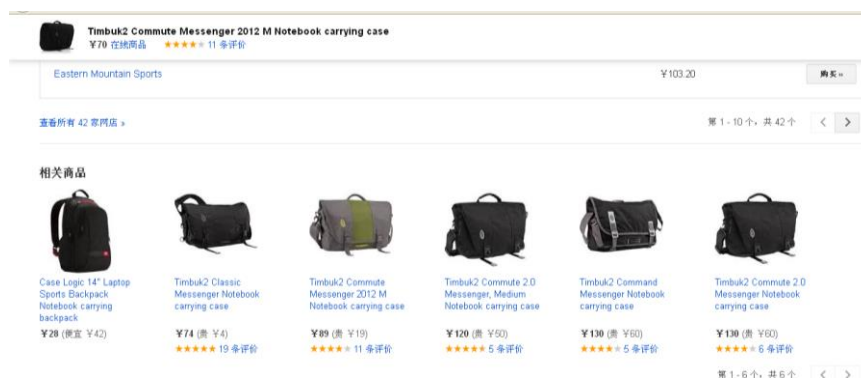 Timbuk2 Commute Messenger 2012 M Notebook carrying case
¥70 在线商品 ★★★★★ 11 条评价
Eastern Mountain Sports ¥103.20 购买 »
查看所有 42 家网店 »
第 1 - 10 个，共 42 个
相关商品
Case Logic 14" Laptop
Sports Backpack
Notebook carrying
backpack
¥28 (便宜 ¥42)
Timbuk2 Classic
Messenger Notebook
carrying case
¥74 (贵 ¥4)
★★★★★ 19 条评价
Timbuk2 Commute
Messenger 2012 M
Notebook carrying case
¥89 (贵 ¥19)
★★★★★ 11 条评价
Timbuk2 Commute 2.0
Messenger, Medium
Notebook carrying case
¥120 (贵 ¥50)
★★★★★ 5 条评价
Timbuk2 Command
Messenger Notebook
carrying case
¥130 (贵 ¥60)
★★★★★ 5 条评价
Timbuk2 Commute 2.0
Messenger Notebook
carrying case
¥130 (贵 ¥60)
★★★★★ 6 条评价
第 1 - 6 个，共 6 个